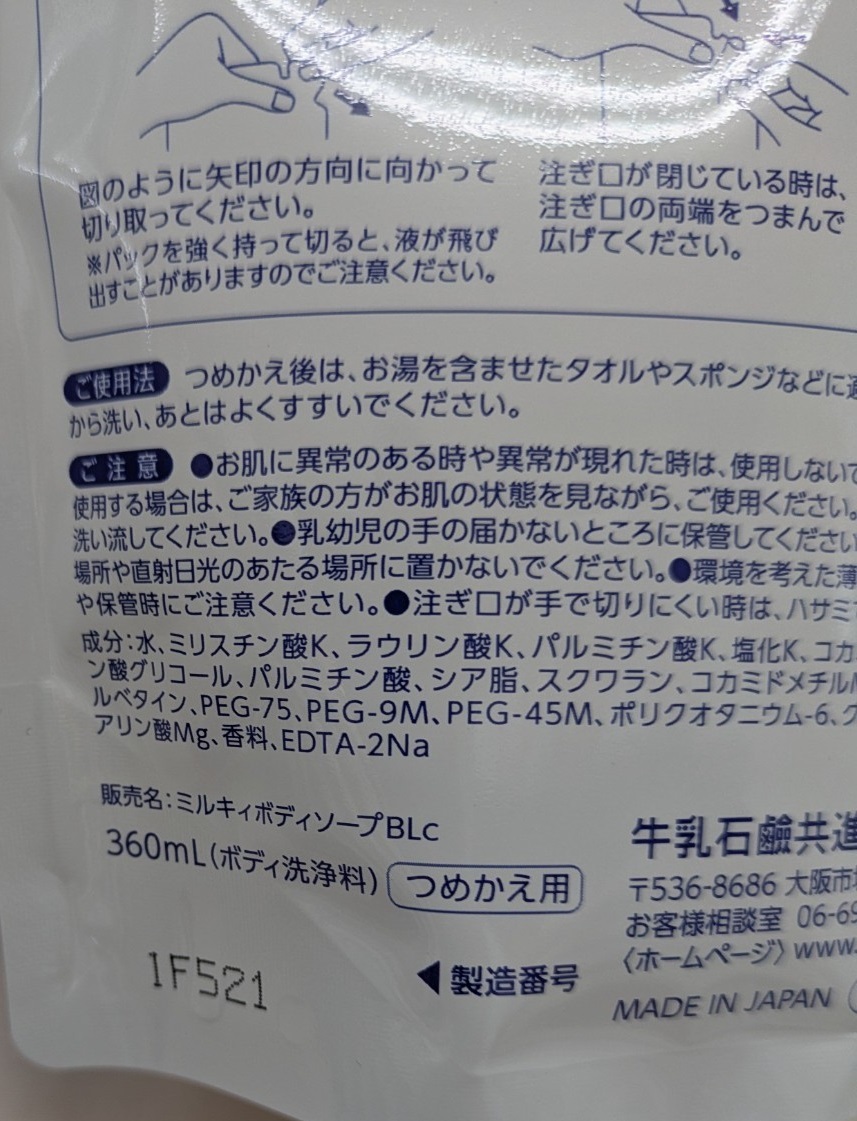 図のように矢印の方向に向かって
切り取ってください。
※パックを強く持って切ると、液が飛び
出すことがありますのでご注意ください。
注ぎ口が閉じている時は、
注ぎ口の両端をつまんで
広げてください。
ご使用法 つめかえ後は、お湯を含ませたタオルやスポンジなどに
から洗い、あとはよくすすいでください。
ご注意 ●お肌に異常のある時や異常が現れた時は、使用しないで
使用する場合は、ご家族の方がお肌の状態を見ながら、ご使用ください。
洗い流してください。●乳幼児の手の届かないところに保管してください
場所や直射日光のあたる場所に置かないでください。●環境を考えた薄
や保管時にご注意ください。●注ぎ口が手で切りにくい時は、ハサミ
成分:水、ミリスチン酸K、ラウリン酸K、パルミチン酸K、塩化K、コカ
ン酸グリコール、パルミチン酸、シア脂、スクワラン、コカミドメチルM
ルベタイン、PEG-75、PEG-9M、PEG-45M、ポリクオタニウム-6、ク
アリン酸Mg、香料、EDTA-2Na
販売名:ミルキィボディソープBLc
360mL(ボディ洗浄料) つめかえ用
1F521
◀製造番号
牛乳石鹼共進
〒536-8686 大阪市城
お客様相談室 06-69
〈ホームページ〉www.
MADE IN JAPAN